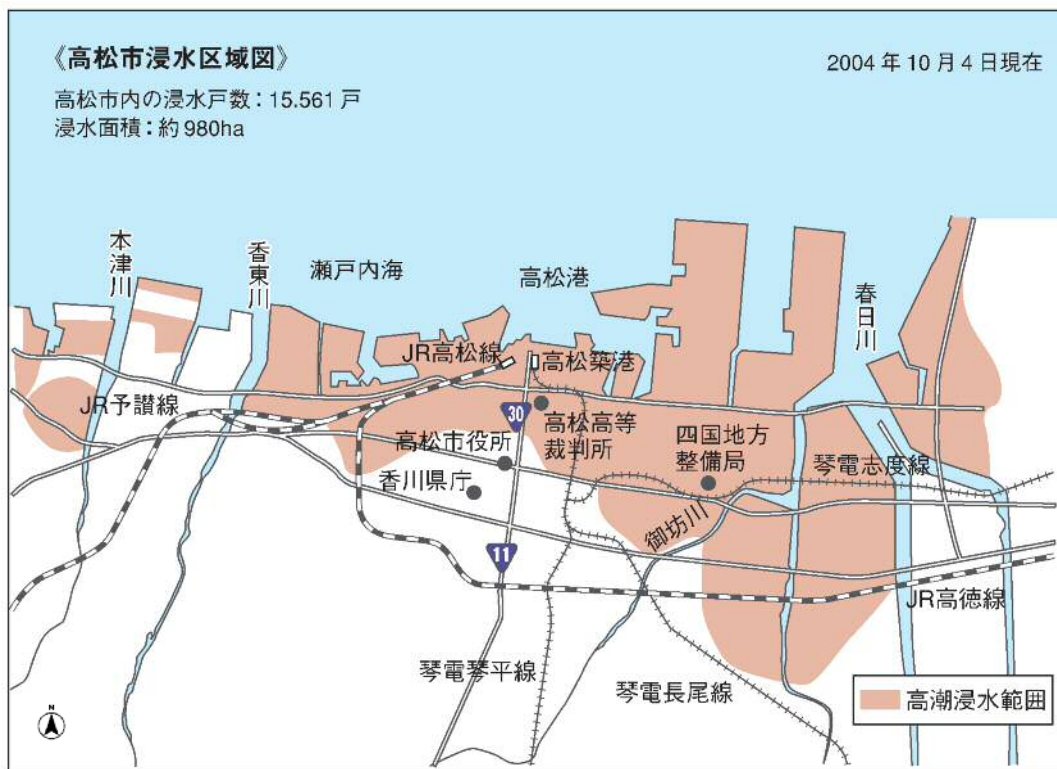 《高松市浸水区域図》
2004年10月4日現在
高松市内の浸水戸数：15.561戸
浸水面積：約980ha
本津川
香東川
瀬戸内海
高松港
春日川
JR高松線
高松築港
JR予讃線
30
高松高等
裁判所
高松市役所
四国地方
整備局
琴電志度線
香川県庁
御坊川
11
JR高徳線
琴電琴平線
琴電長尾線
高潮浸水範囲
N